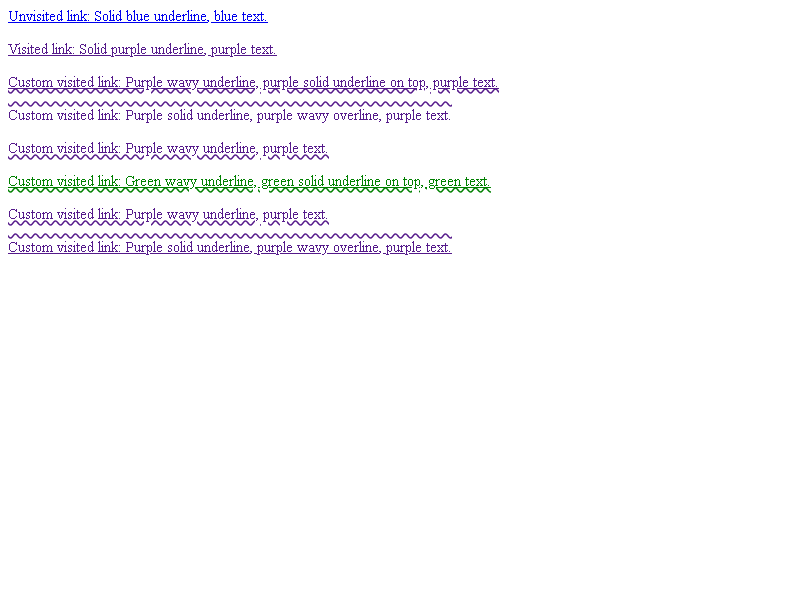 Unvisited link: Solid blue underline, blue text.
Visited link: Solid purple underline, purple text.
Custom visited link: Purple wavy underline, purple solid underline on top, purple text.
Custom visited link: Purple solid underline, purple wavy overline, purple text.
Custom visited link: Purple wavy underline, purple text.
Custom visited link: Green wavy underline, green solid underline on top, green text.
Custom visited link: Purple wavy underline, purple text.
Custom visited link: Purple solid underline, purple wavy overline, purple text.